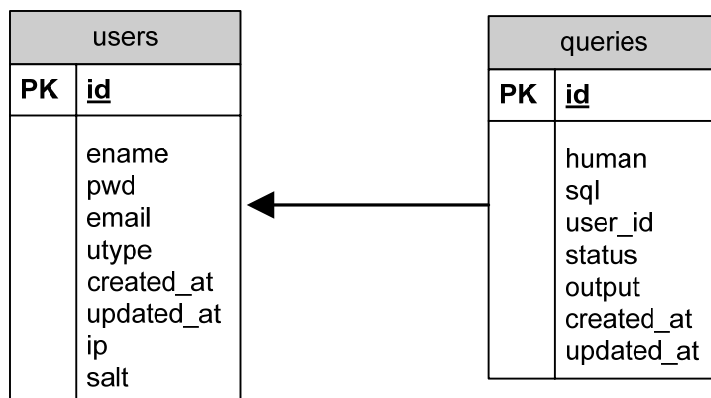 users
PK id
ename
pwd
email
utype
created_at
updated_at
ip
salt
queries
PK id
human
sql
user_id
status
output
created_at
updated_at